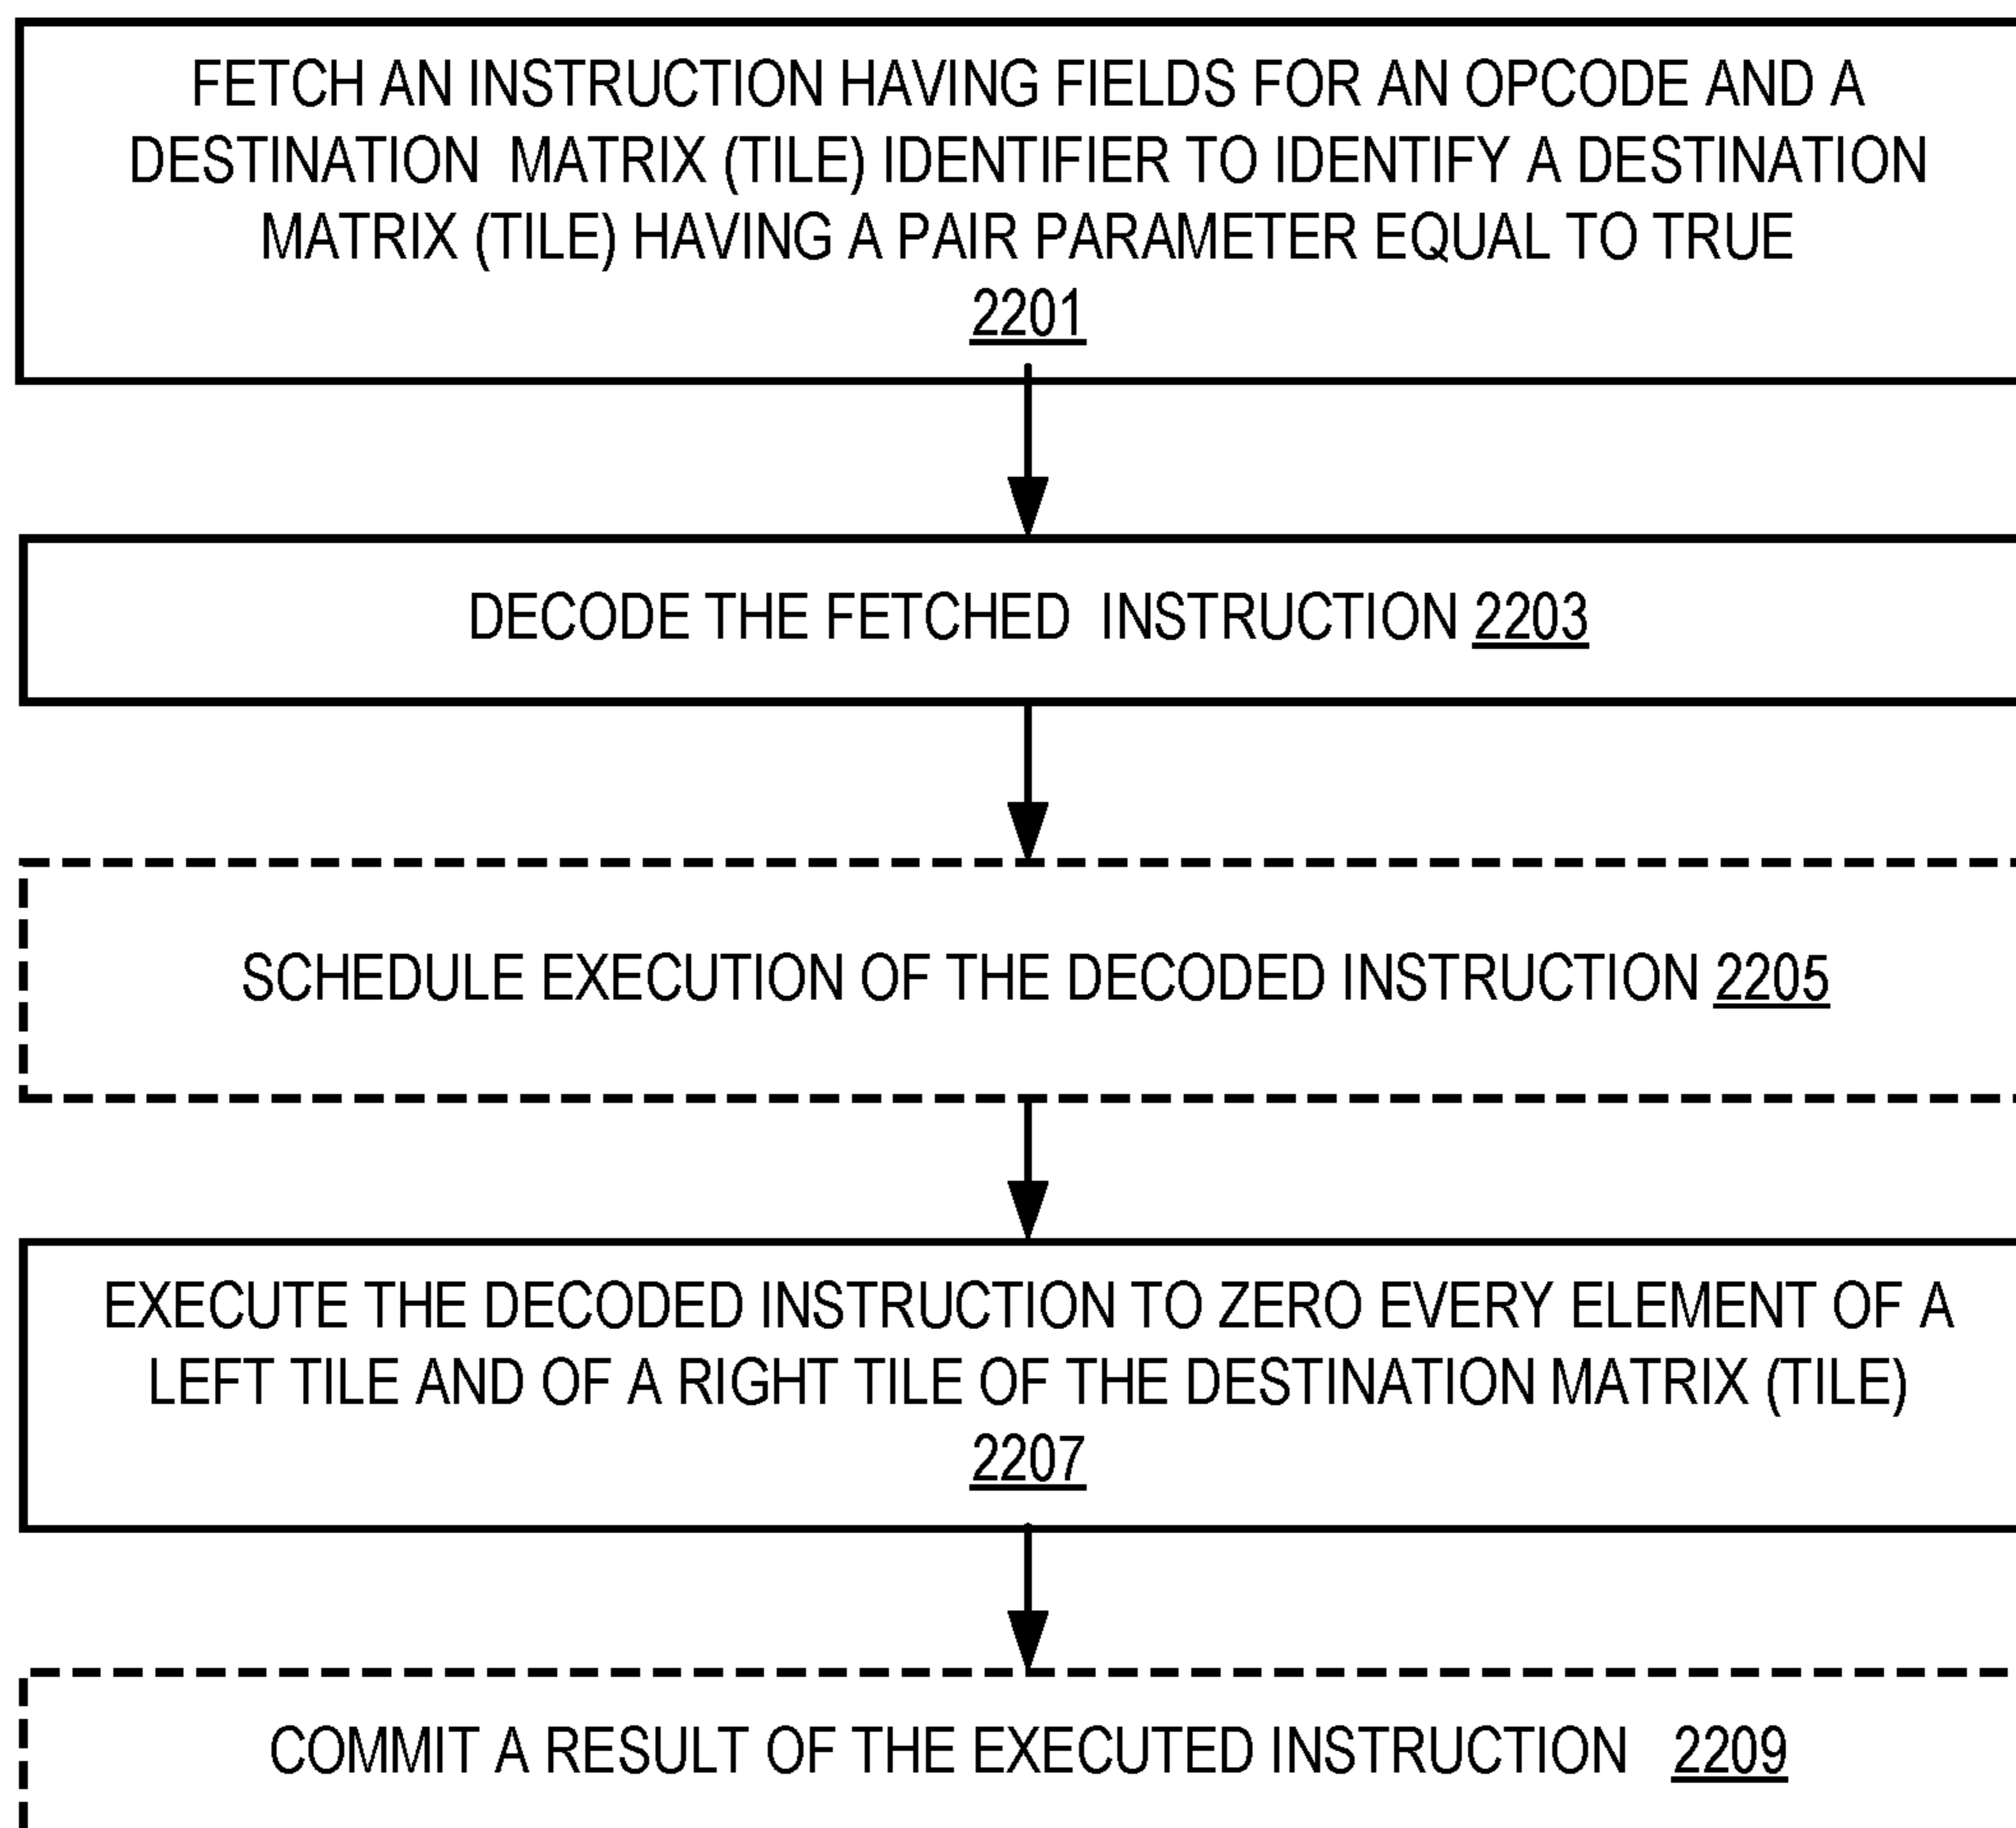 FETCH AN INSTRUCTION HAVING FIELDS FOR AN OPCODE AND A
DESTINATION MATRIX (TILE) IDENTIFIER TO IDENTIFY A DESTINATION
MATRIX (TILE) HAVING A PAIR PARAMETER EQUAL TO TRUE
2201
DECODE THE FETCHED INSTRUCTION 2203
SCHEDULE EXECUTION OF THE DECODED INSTRUCTION 2205
EXECUTE THE DECODED INSTRUCTION TO ZERO EVERY ELEMENT OF A
LEFT TILE AND OF A RIGHT TILE OF THE DESTINATION MATRIX (TILE)
2207
COMMIT A RESULT OF THE EXECUTED INSTRUCTION 2209